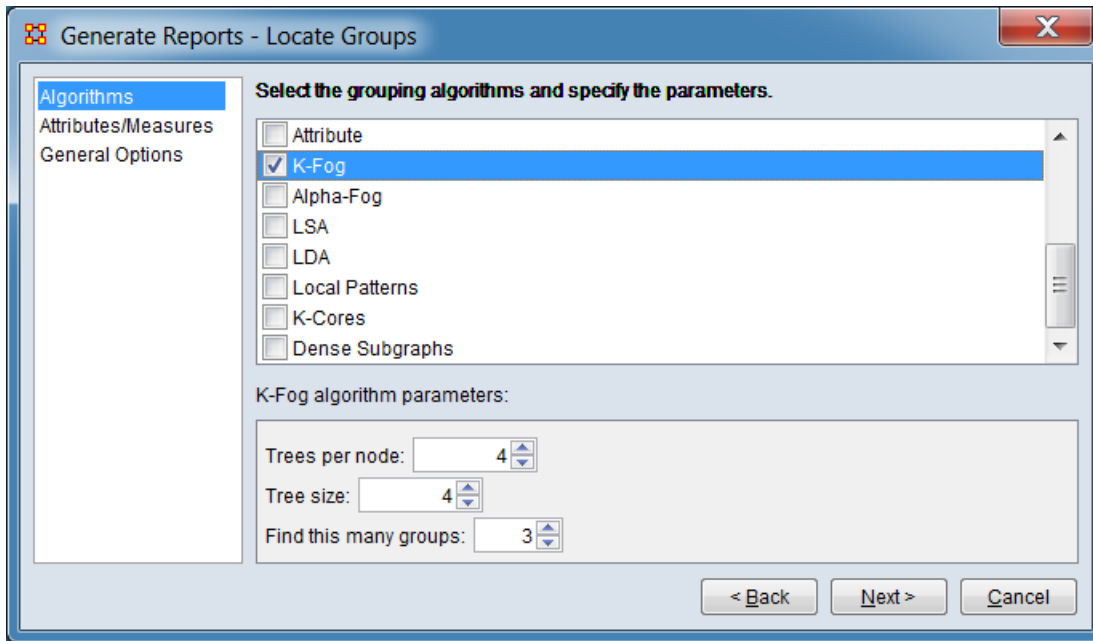 Generate Reports - Locate Groups
X
Algorithms
Attributes/Measures
General Options
Select the grouping algorithms and specify the parameters.
Attribute
K-Fog
Alpha-Fog
LSA
LDA
Local Patterns
K-Cores
Dense Subgraphs
K-Fog algorithm parameters:
Trees per node: 4
Tree size: 4
Find this many groups: 3
< Back Next > Cancel